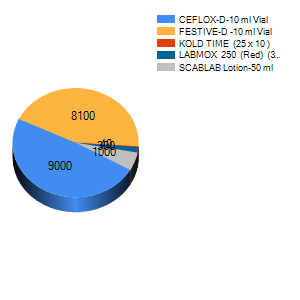 CEFLOX-D-10 ml Vial
FESTIVE-D -10 ml Vial
KOLD TIME (25 x 10 )
LABMOX 250 (Red) (3..
SCABLAB Lotion-50 ml
8100
1000
9000